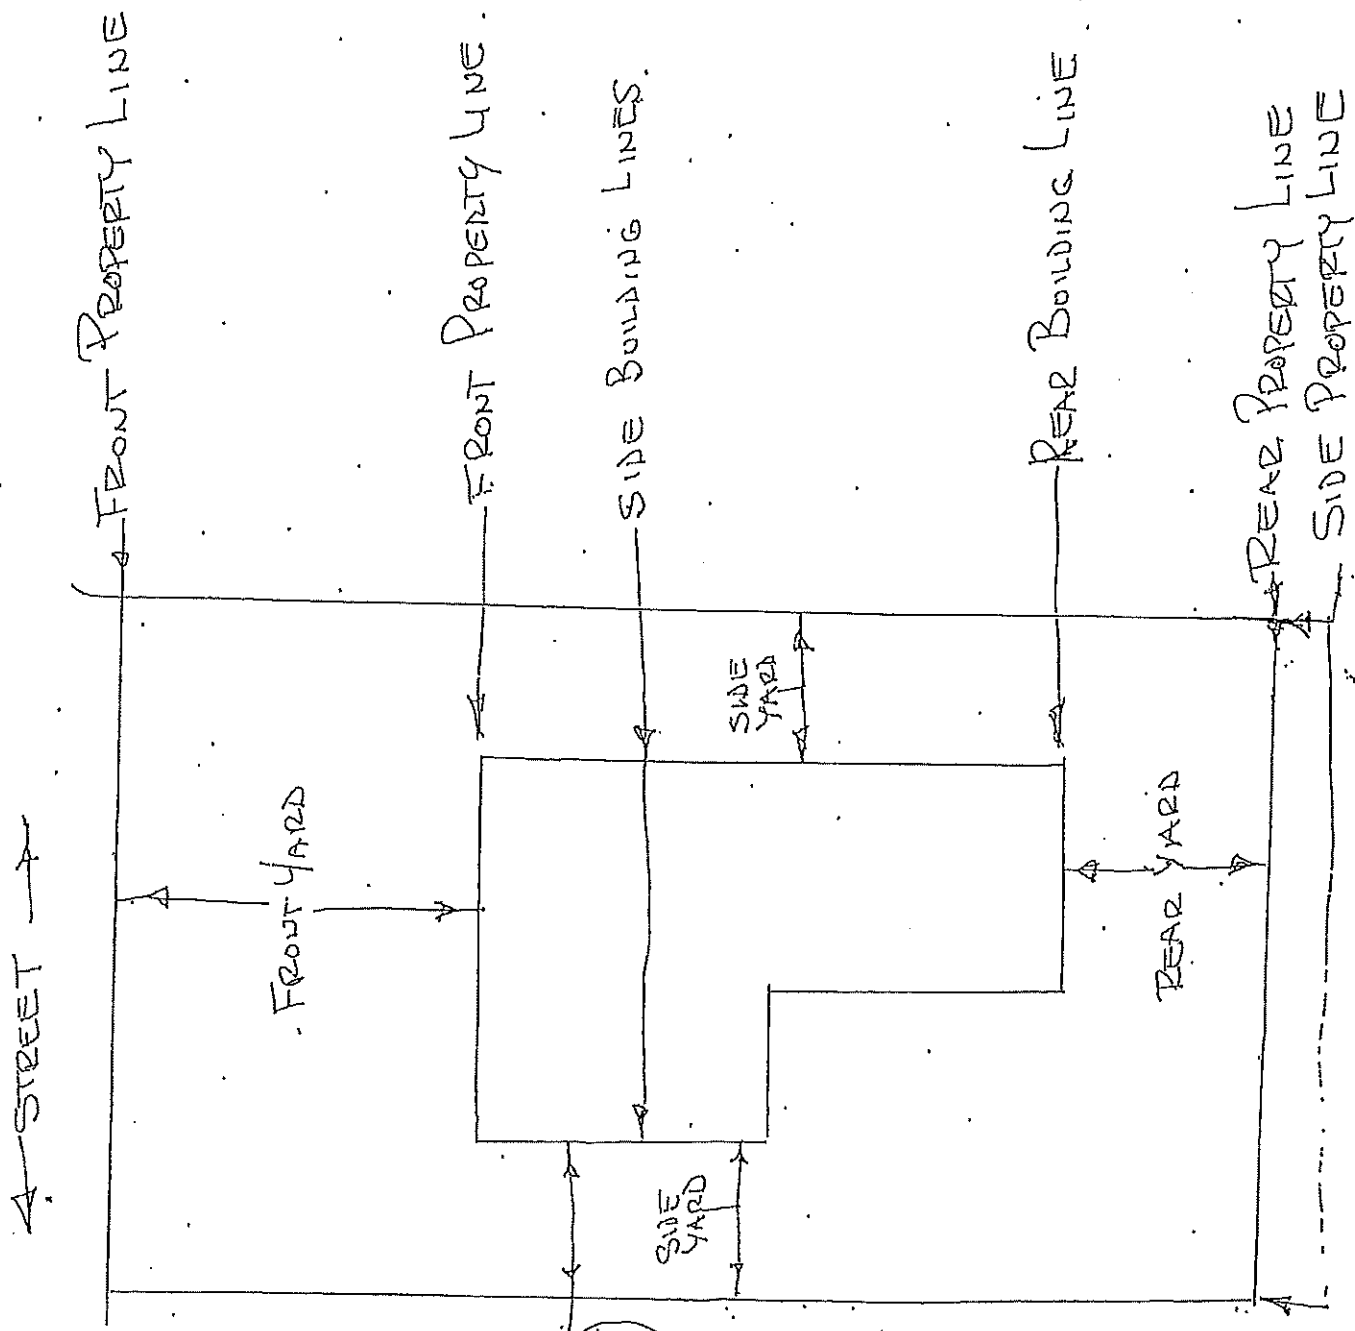 STREET
FRONT PROPERTY LINE
FRONT YARD
FRONT PROPERTY LINE.
SIDE BUILDING LINES.
SIDE
YARD
SIDE
YARD
REAR BUILDING LINE
REAR YARD
REAR PROPERTY LINE
SIDE PROPERTY LINE